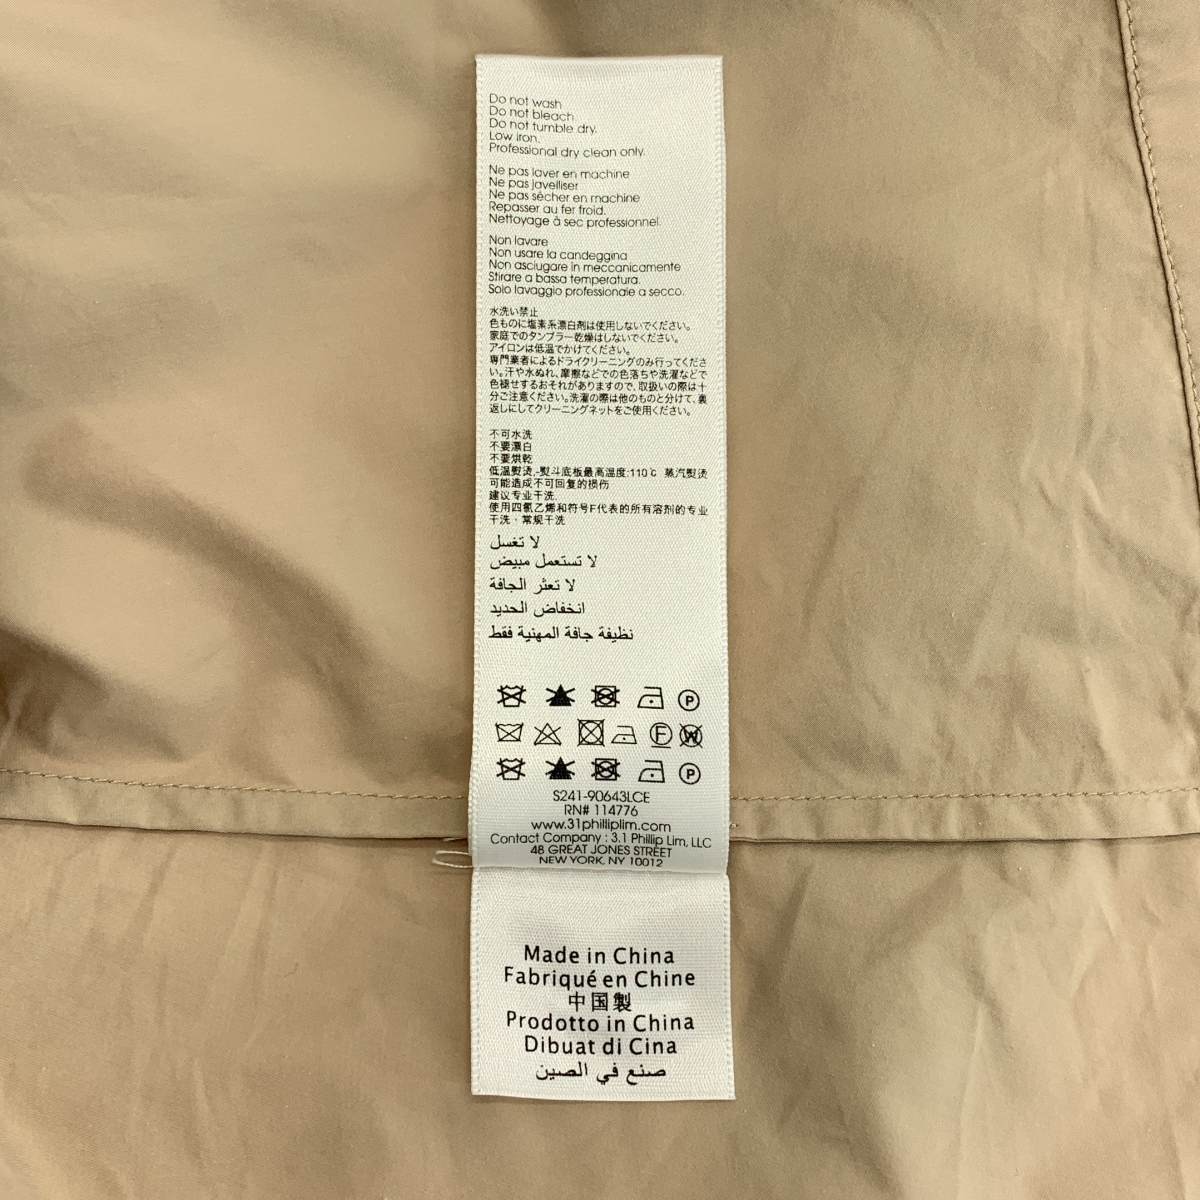 Do not wash
Do not bleach
Do not tumble dry.
Low iron.
Professional dry clean only.
Ne pas laver en machine
Ne pas javelliser
Ne pas sècher en machine
Repasser au fer froid.
Nettoyage à sec professionnel.
Non lavare
Non usare la candeggina
Non asciugare in meccanicamente
Stirare a bassa temperatura.
Solo lavaggio professionale a secco.
水洗い禁止
色ものに塩素系漂白剤は使用しないでください。
家庭でのタンブラー乾燥はしないでください。
アイロンは低温でかけてください。
専門業者によるドライクリーニングのみ行ってくださ
い。汗や水ぬれ、摩擦などでの色落ちや洗濯などで
色褪せするおそれがありますので、取扱いの際は十
分ご注意ください。洗濯の際は他のものと分けて、裏
返しにしてクリーニングネットをご使用ください。
不可水洗
不要漂白
不要烘乾
低温熨烫,-熨斗底板最高温度:110℃ 蒸汽熨烫
可能造成不可回复的损伤
建议专业干洗.
使用四氯乙烯和符号F代表的所有溶剂的专业
干洗·常规干洗
لا تغسل
لا تستعمل مبيض
لا تعثر الجافة
انخفاض الحديد
نظيفة جافة المهنية فقط
P
F W
P
S241-90643LCE
RN# 114776
www.31philliplim.com
Contact Company : 3.1 Phillip Lim, LLC
48 GREAT JONES STREET
NEW YORK, NY 10012
Made in China
Fabriqué en Chine
中国製
Prodotto in China
Dibuat di Cina
صنع في الصين